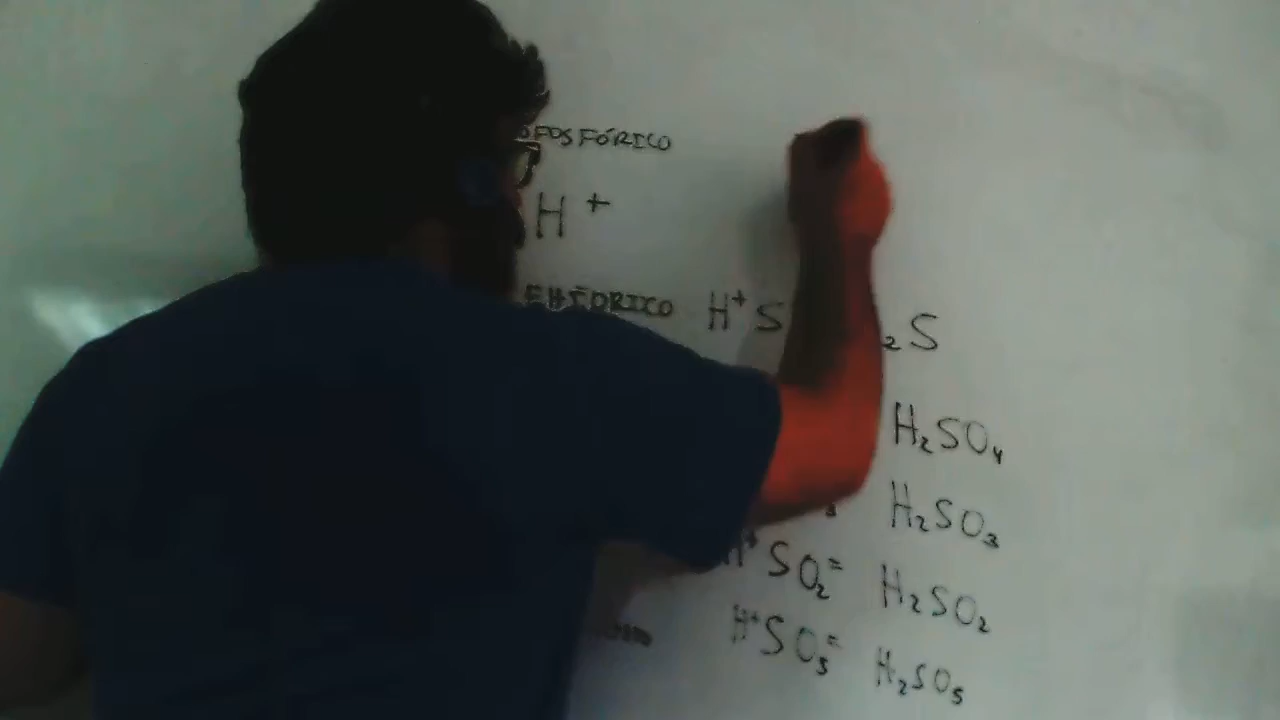 OFOSFÓRICO
H +
EHÍDRICO H⁺ S ₂S
H₂SO₄
H₂SO₃
H⁺ SO₂⁼ H₂SO₂
H⁺ SO₅⁼ H₂SO₅